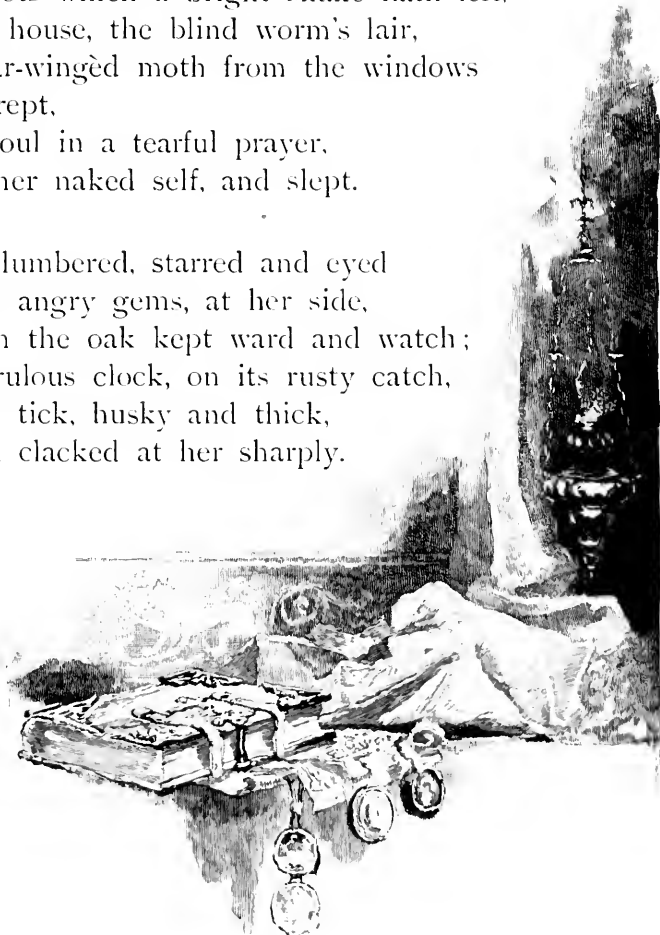 which a bright
house, the blind worm's lair,
r-wingèd moth from the windows
rept,
oul in a tearful prayer,
her naked self, and slept.
lumbered, starred and eyed
angry gems, at her side,
the oak kept ward and watch;
rulous clock, on its rusty catch,
tick, husky and thick,
clacked at her sharply.